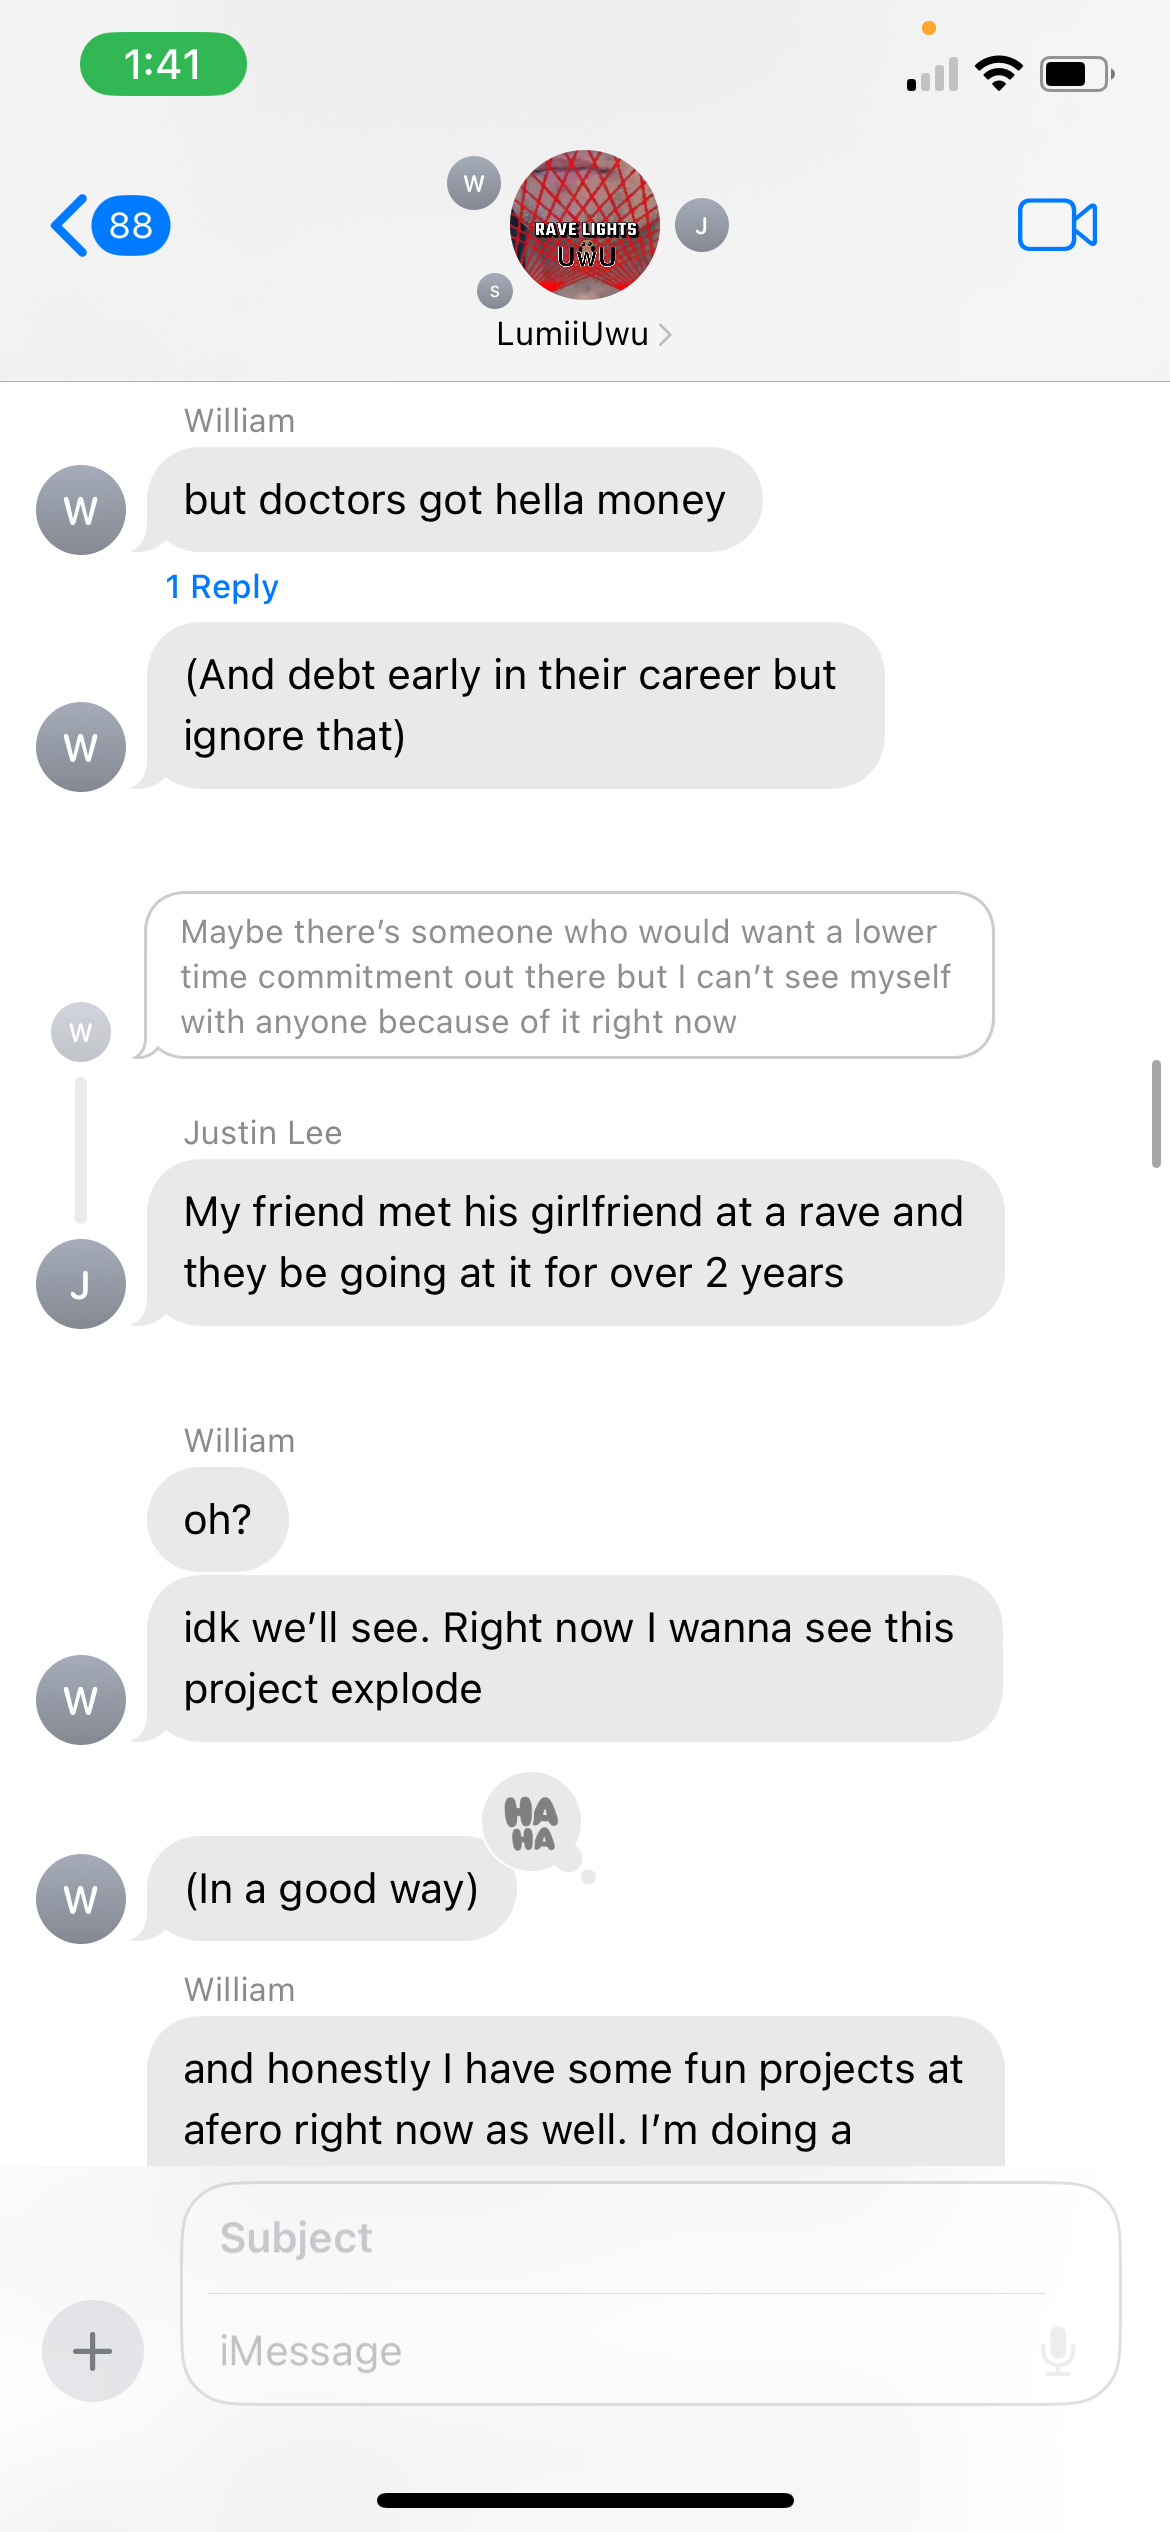 1:41
88
W
RAVE LIGHTS
UWU
J
S
LumiiUwu
William
W
but doctors got hella money
1 Reply
W
(And debt early in their career but
ignore that)
W
Maybe there’s someone who would want a lower
time commitment out there but I can’t see myself
with anyone because of it right now
Justin Lee
J
My friend met his girlfriend at a rave and
they be going at it for over 2 years
William
oh?
W
idk we’ll see. Right now I wanna see this
project explode
HA
HA
W
(In a good way)
William
and honestly I have some fun projects at
afero right now as well. I’m doing a
Subject
iMessage